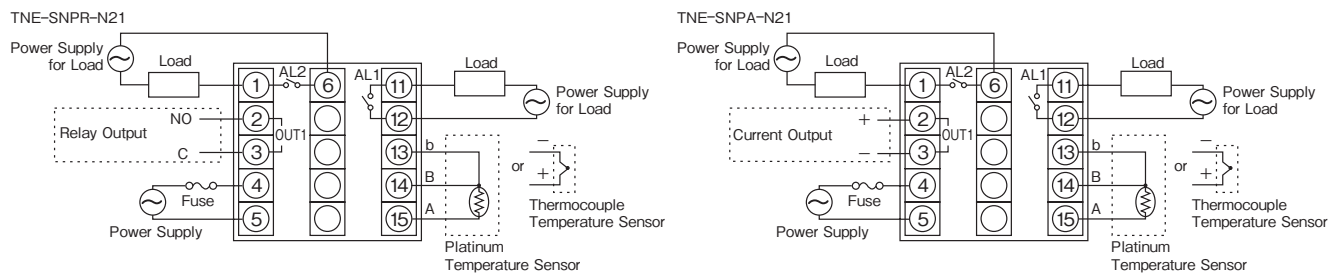 TNE-SNPR-N21
Power Supply
for Load
Load
AL2
AL1
Load
1
6
11
Power Supply
for Load
NO
2
12
Relay Output
OUT1
C
3
13
b
or
−
+
4
14
B
Fuse
5
15
A
Thermocouple
Temperature Sensor
Power Supply
Platinum
Temperature Sensor
TNE-SNPA-N21
Power Supply
for Load
Load
AL2
AL1
Load
1
6
11
Power Supply
for Load
+
2
12
Current Output
OUT1
−
3
13
b
or
−
+
4
14
B
Fuse
5
15
A
Thermocouple
Temperature Sensor
Power Supply
Platinum
Temperature Sensor